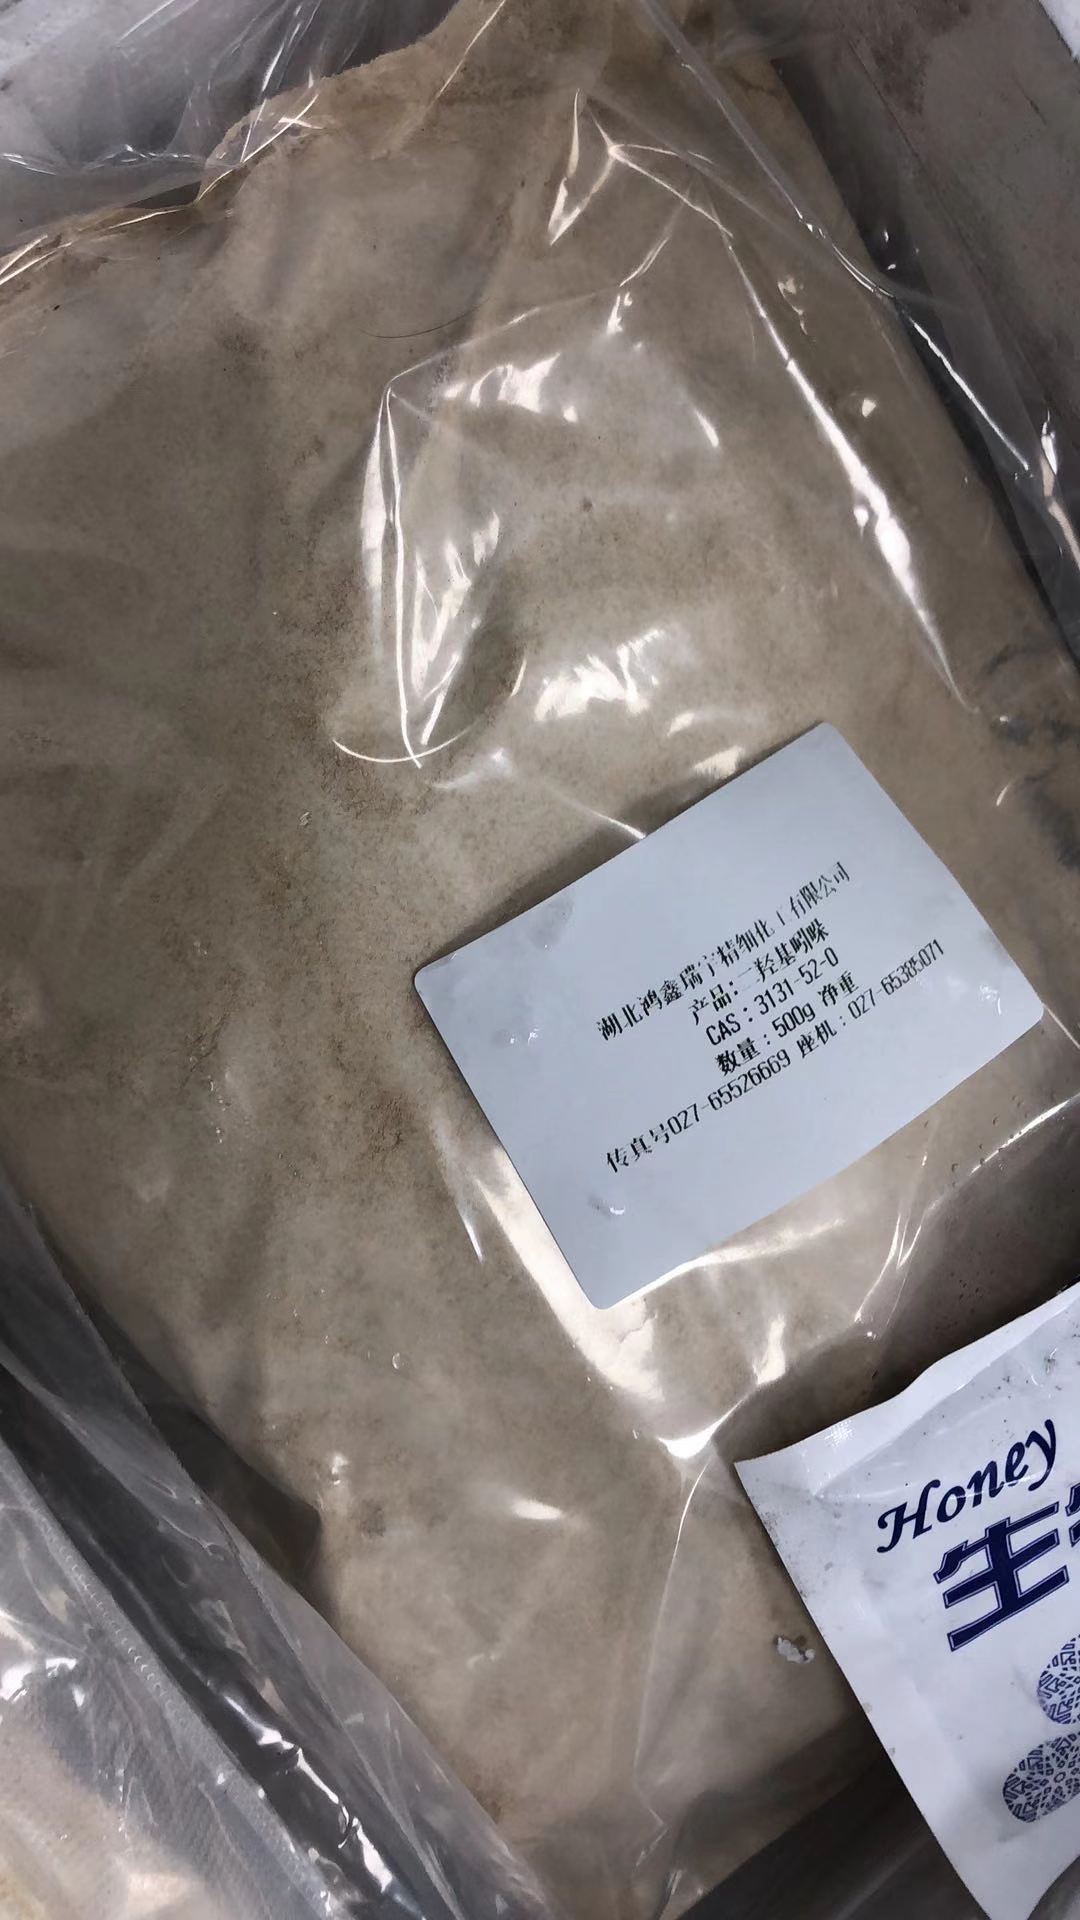 湖北鸿鑫瑞宇精细化工有限公司
产品:二羟基吲哚
CAS:3131-52-0
数量:500g 净重
传真号027-65526669 座机:027-65385071
Honey
生